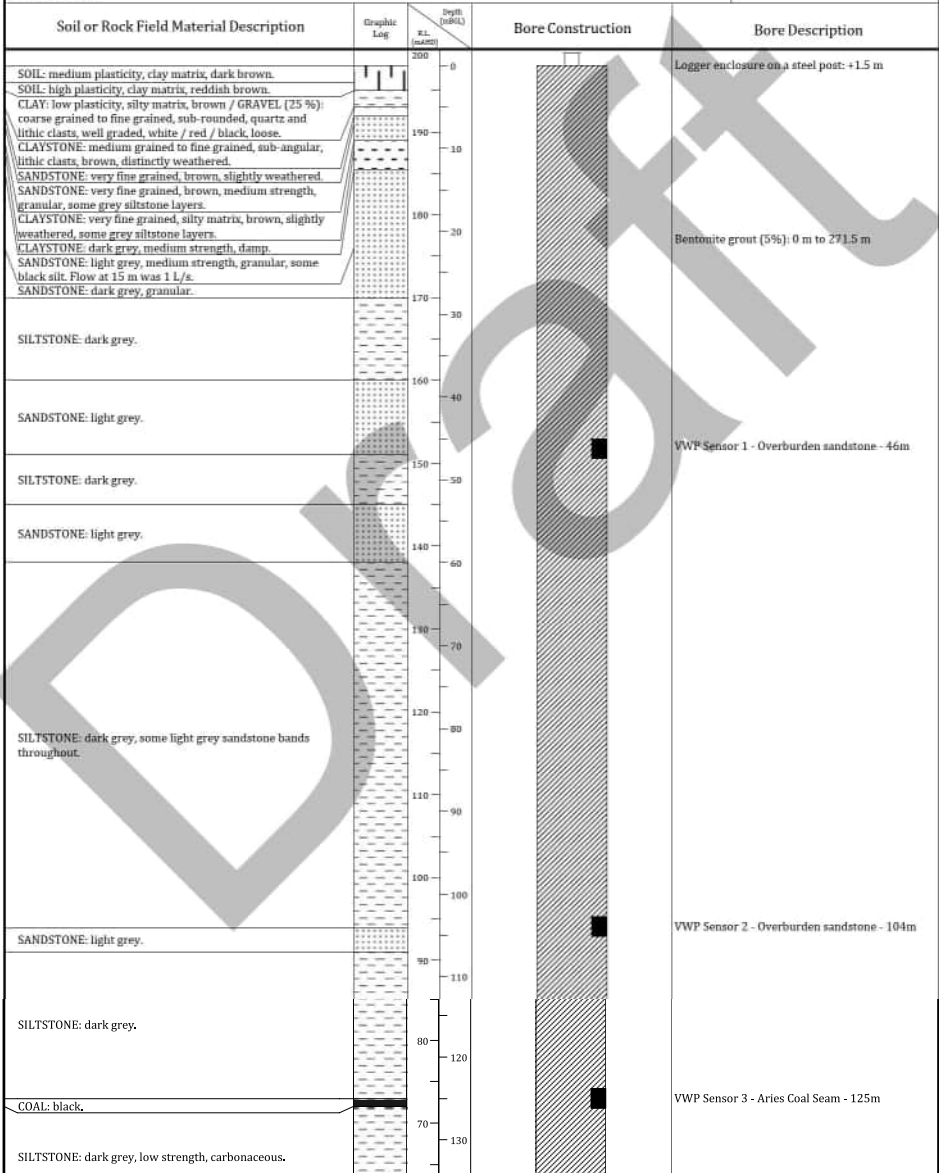 Soil or Rock Field Material Description
Graphic
Log
R.L.
(mAHD)
Depth
(mBGL)
Bore Construction
Bore Description
200
0
Logger enclosure on a steel post: +1.5 m
SOIL: medium plasticity, clay matrix, dark brown.
SOIL: high plasticity, clay matrix, reddish brown.
CLAY: low plasticity, silty matrix, brown / GRAVEL (25 %):
coarse grained to fine grained, sub-rounded, quartz and
lithic clasts, well graded, white / red / black, loose.
190
10
CLAYSTONE: medium grained to fine grained, sub-angular,
lithic clasts, brown, distinctly weathered.
SANDSTONE: very fine grained, brown, slightly weathered.
SANDSTONE: very fine grained, brown, medium strength,
granular, some grey siltstone layers.
CLAYSTONE: very fine grained, silty matrix, brown, slightly
weathered, some grey siltstone layers.
180
20
Bentonite grout (5%): 0 m to 271.5 m
CLAYSTONE: dark grey, medium strength, damp.
SANDSTONE: light grey, medium strength, granular, some
black silt. Flow at 15 m was 1 L/s.
SANDSTONE: dark grey, granular.
170
30
SILTSTONE: dark grey.
160
40
SANDSTONE: light grey.
VWP Sensor 1 - Overburden sandstone - 46m
150
50
SILTSTONE: dark grey.
SANDSTONE: light grey.
140
60
130
70
120
80
SILTSTONE: dark grey, some light grey sandstone bands
throughout.
110
90
100
100
VWP Sensor 2 - Overburden sandstone - 104m
SANDSTONE: light grey.
90
110
SILTSTONE: dark grey.
80
120
VWP Sensor 3 - Aries Coal Seam - 125m
COAL: black.
70
130
SILTSTONE: dark grey, low strength, carbonaceous.
Draft